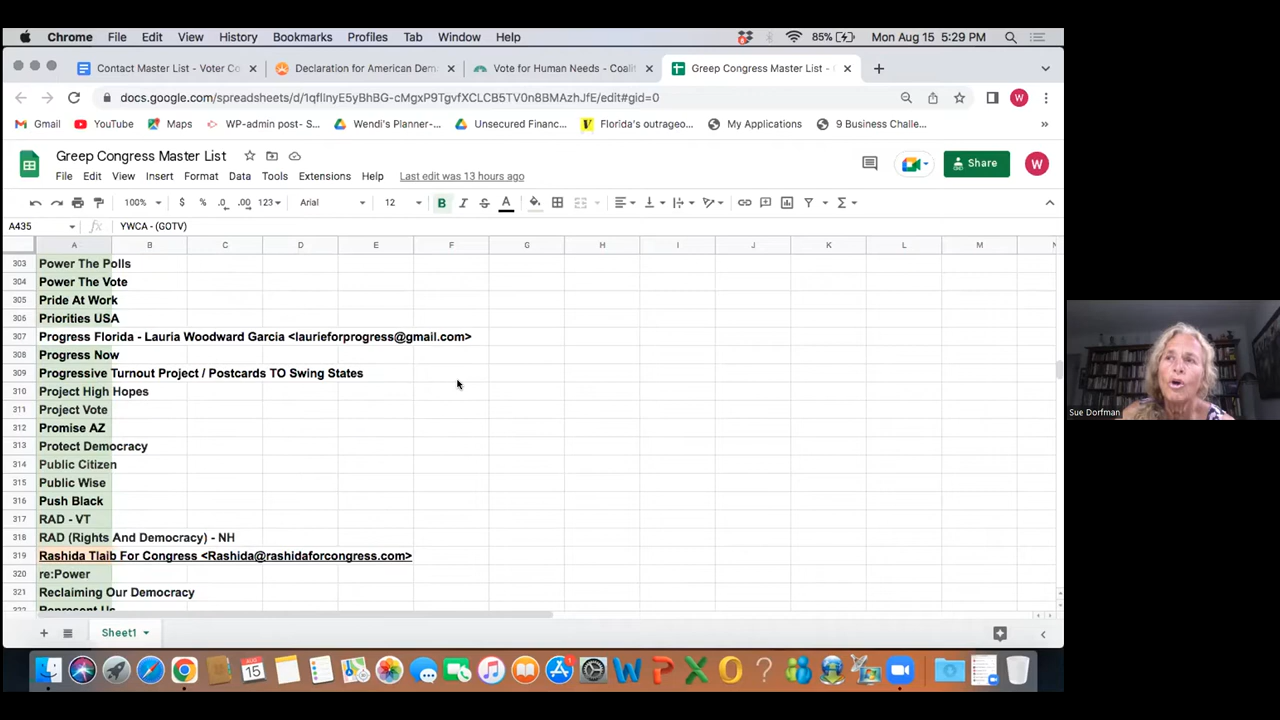 Chrome File Edit View History Bookmarks Profiles Tab Window Help 85% Mon Aug 15 5:29 PM
Contact Master List - Voter Co Declaration for American Dem Vote for Human Needs - Coali Greep Congress Master List -
docs.google.com/spreadsheets/d/1qfIlnyE5yBhBG-cMgxP9TgvfXCLCB5TV0n8BMAzhJfE/edit#gid=0 W
Gmail YouTube Maps WP-admin post- S... Wendi's Planner-... Unsecured Financ... Florida's outrageo... My Applications 9 Business Challe... »
Greep Congress Master List
Share W
File Edit View Insert Format Data Tools Extensions Help Last edit was 13 hours ago
100% $ % .0 .00 123 Arial 12 B I S A
A435 fx YWCA - (GOTV)
A B C D E F G H I J K L M N
303 Power The Polls
304 Power The Vote
305 Pride At Work
306 Priorities USA
307 Progress Florida - Lauria Woodward Garcia <laurieforprogress@gmail.com>
308 Progress Now
309 Progressive Turnout Project / Postcards TO Swing States
310 Project High Hopes
311 Project Vote
312 Promise AZ
313 Protect Democracy
314 Public Citizen
315 Public Wise
316 Push Black
317 RAD - VT
318 RAD (Rights And Democracy) - NH
319 Rashida Tlaib For Congress <Rashida@rashidaforcongress.com>
320 re:Power
321 Reclaiming Our Democracy
322 Represent Us
Sheet1
AUG 15
Sue Dorfman